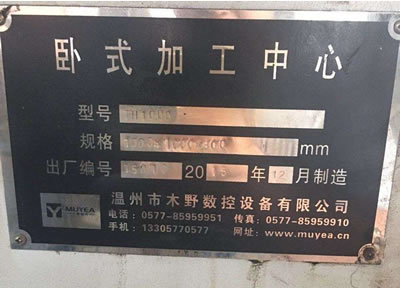 卧式加工中心
型号
规格 mm
出厂编号 20 年 12 月制造
MUYEA
温州市木野数控设备有限公司
电话：0577-85959951 传真：0577-85959910
手机：13305770577 网址：www.muyea.cn